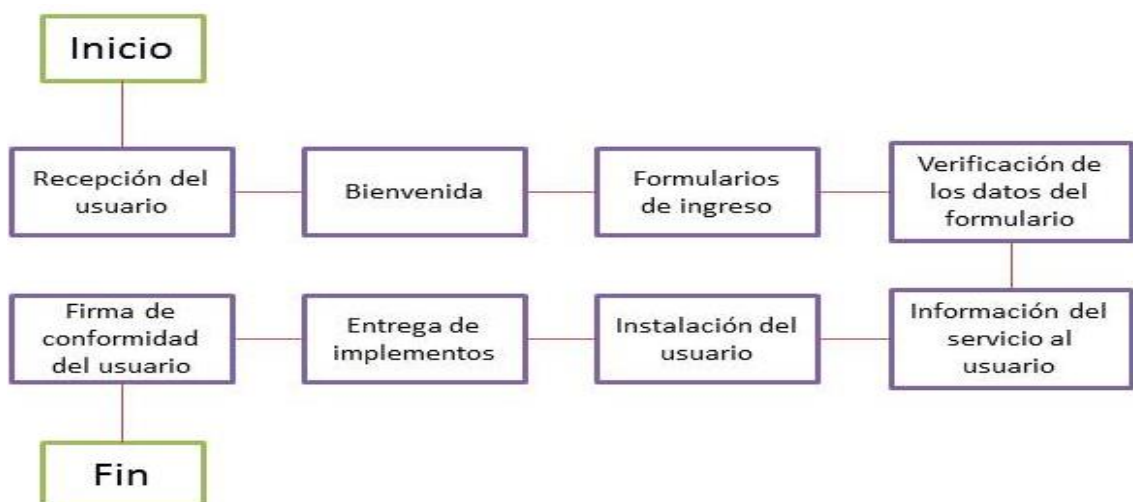 Inicio
Recepción del
usuario
Bienvenida
Formularios
de ingreso
Verificación de
los datos del
formulario
Información del
servicio al
usuario
Instalación del
usuario
Entrega de
implementos
Firma de
conformidad
del usuario
Fin